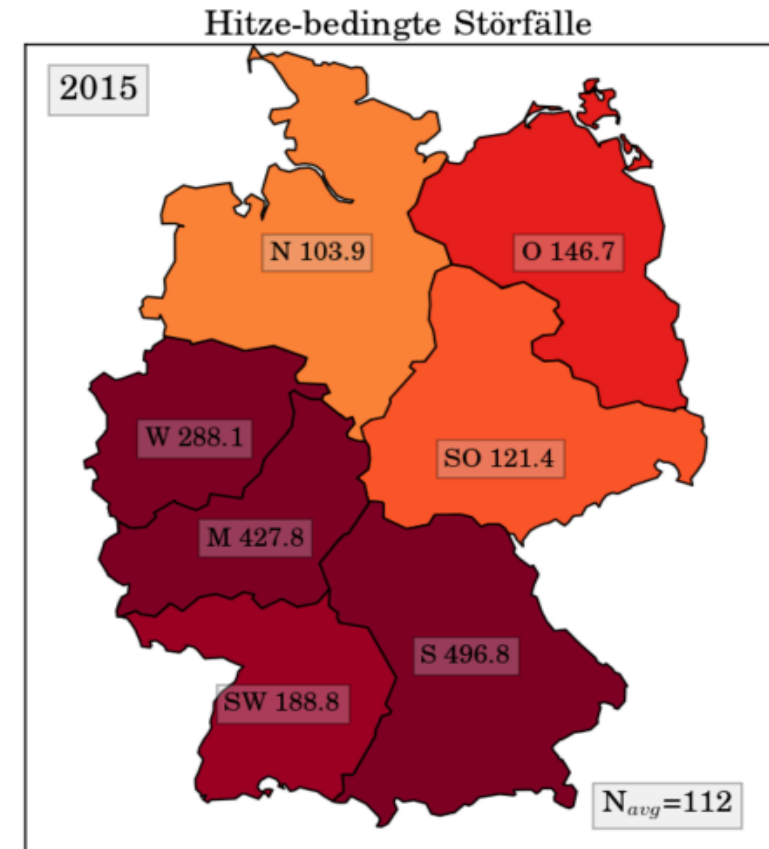 Hitze-bedingte Störfälle
2015
N 103.9
O 146.7
W 288.1
SO 121.4
M 427.8
S 496.8
SW 188.8
Navg=112